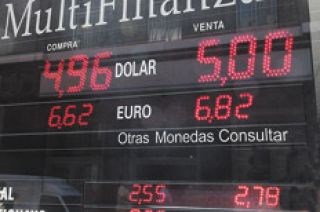 MultiFinanzas
COMPRA VENTA
4,96 DOLAR 5,00
6,62 EURO 6,82
Otras Monedas Consultar
2,55 2,78